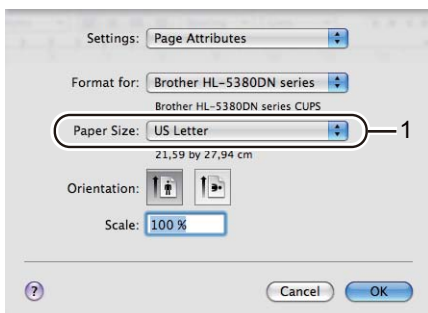 Settings: Page Attributes
Format for: Brother HL-5380DN series
Brother HL-5380DN series CUPS
Paper Size: US Letter 1
21,59 by 27,94 cm
Orientation:
Scale: 100 %
? Cancel OK